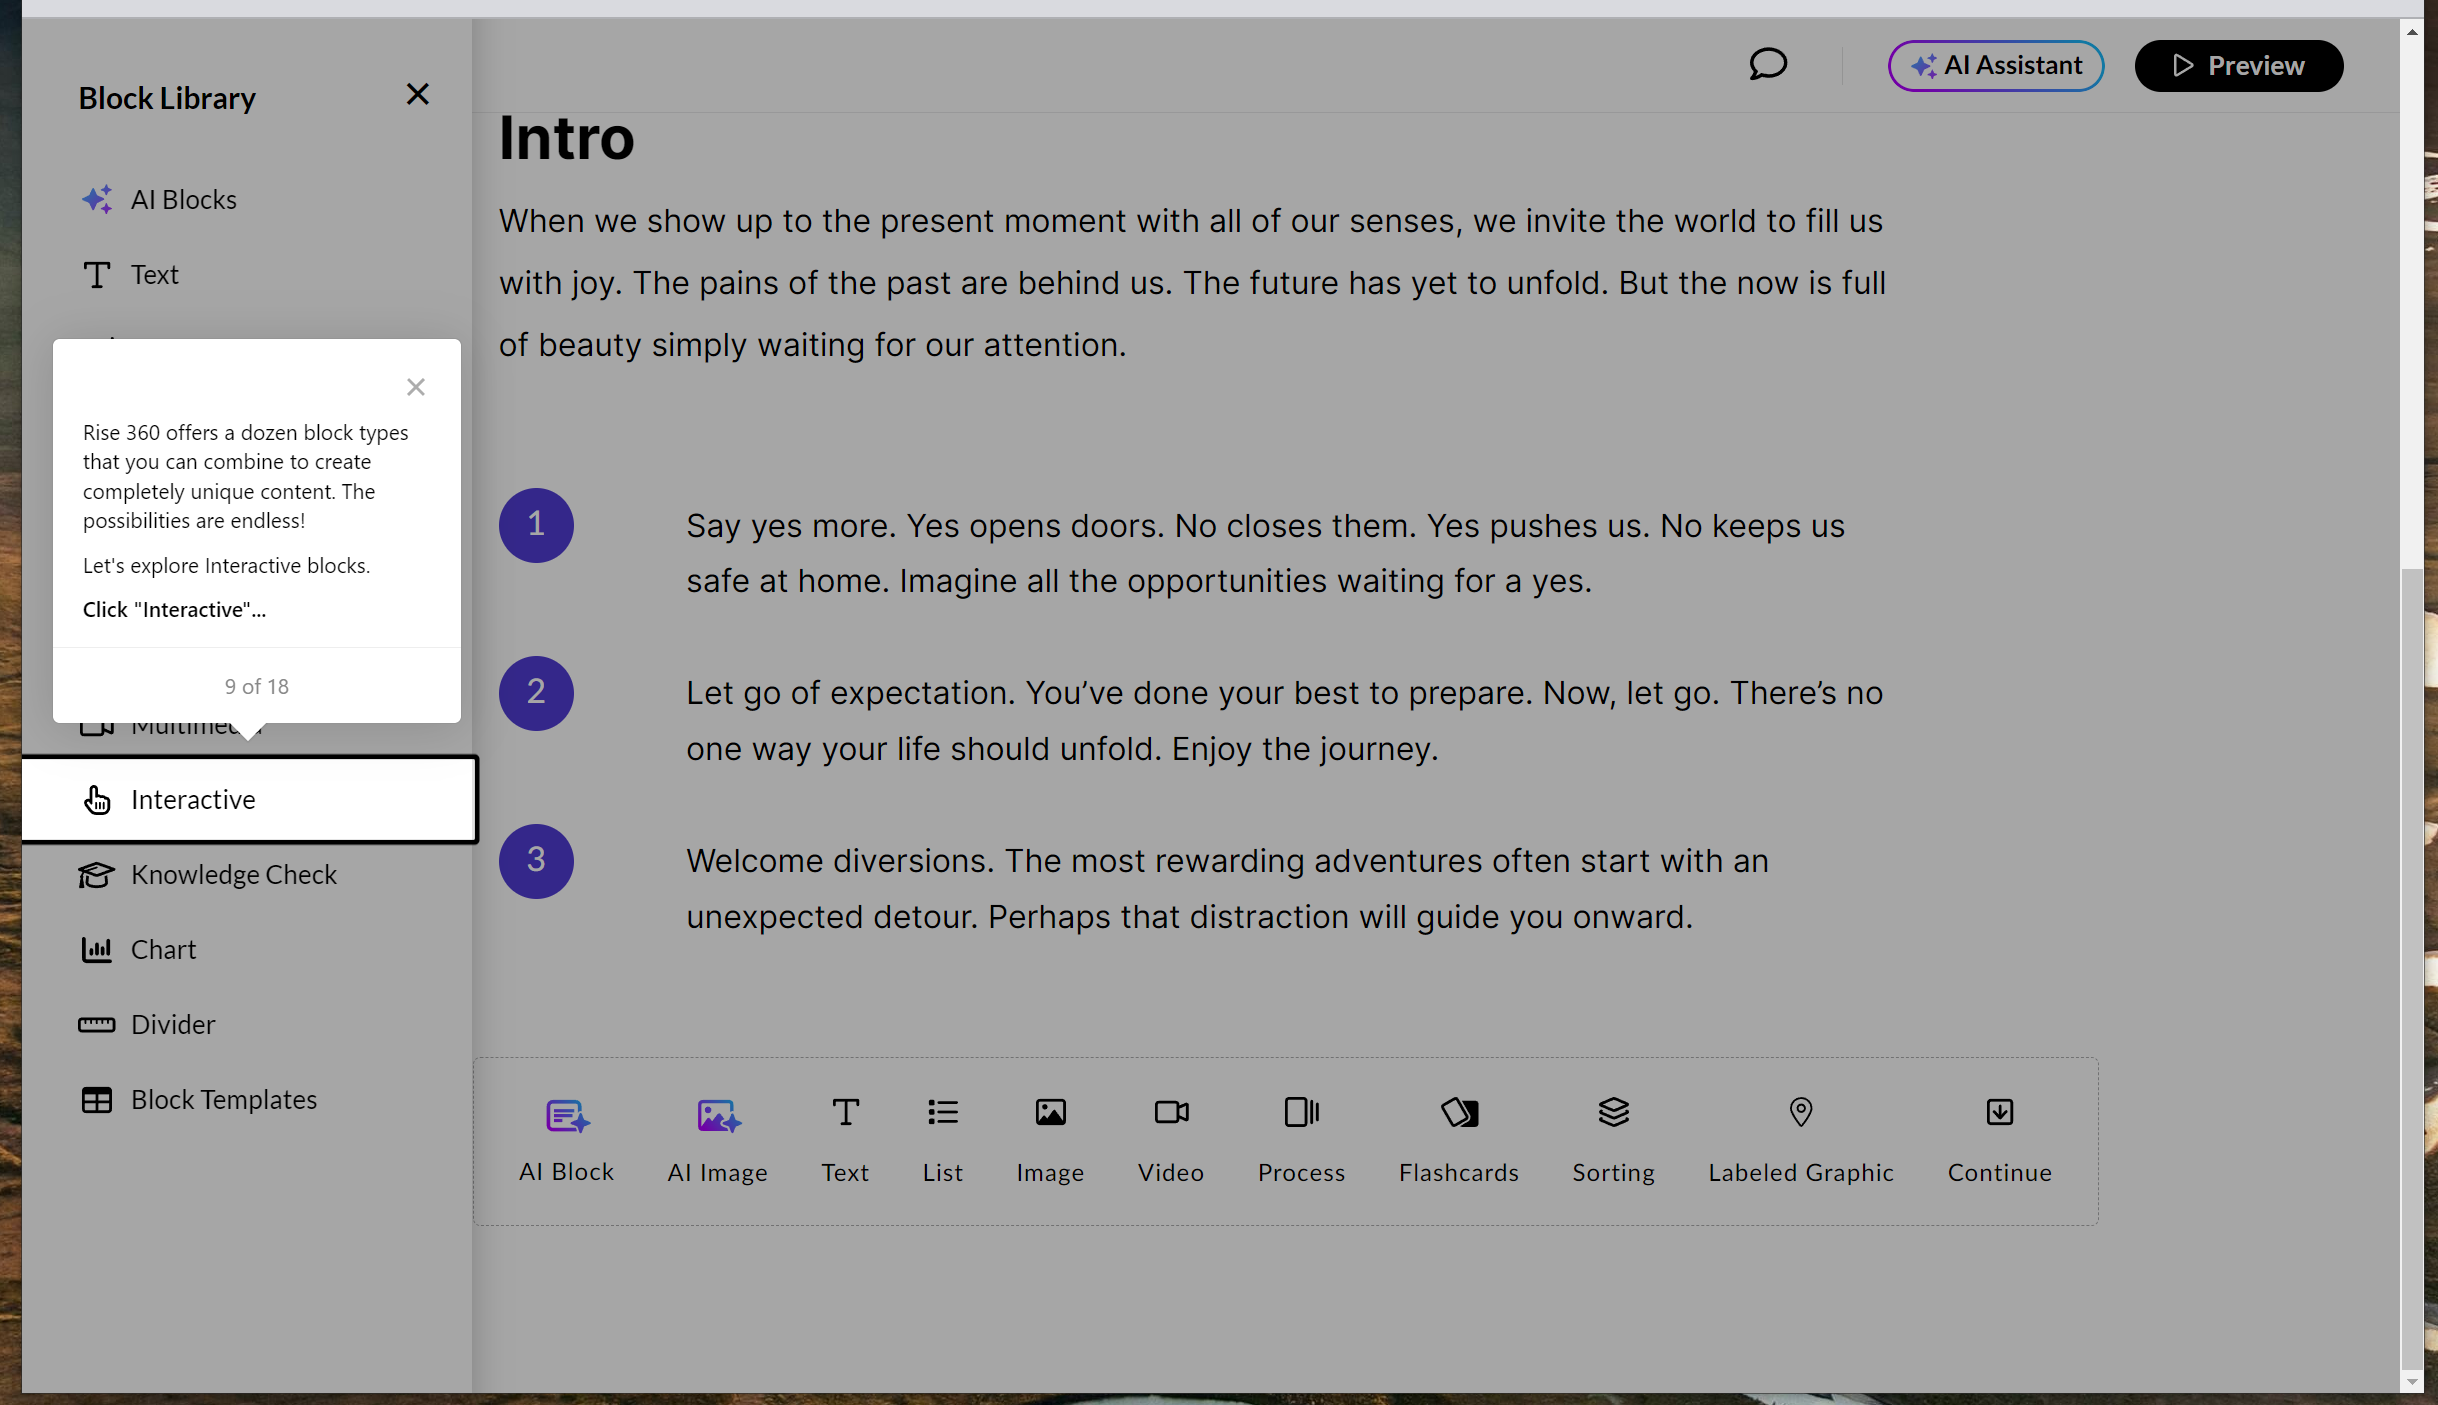 Block Library
AI Blocks
Text
Rise 360 offers a dozen block types
that you can combine to create
completely unique content. The
possibilities are endless!
Let's explore Interactive blocks.
Click "Interactive"...
9 of 18
Interactive
Knowledge Check
Chart
Divider
Block Templates
AI Assistant
Preview
Intro
When we show up to the present moment with all of our senses, we invite the world to fill us
with joy. The pains of the past are behind us. The future has yet to unfold. But the now is full
of beauty simply waiting for our attention.
1
Say yes more. Yes opens doors. No closes them. Yes pushes us. No keeps us
safe at home. Imagine all the opportunities waiting for a yes.
2
Let go of expectation. You’ve done your best to prepare. Now, let go. There’s no
one way your life should unfold. Enjoy the journey.
3
Welcome diversions. The most rewarding adventures often start with an
unexpected detour. Perhaps that distraction will guide you onward.
AI Block AI Image Text List Image Video Process Flashcards Sorting Labeled Graphic Continue